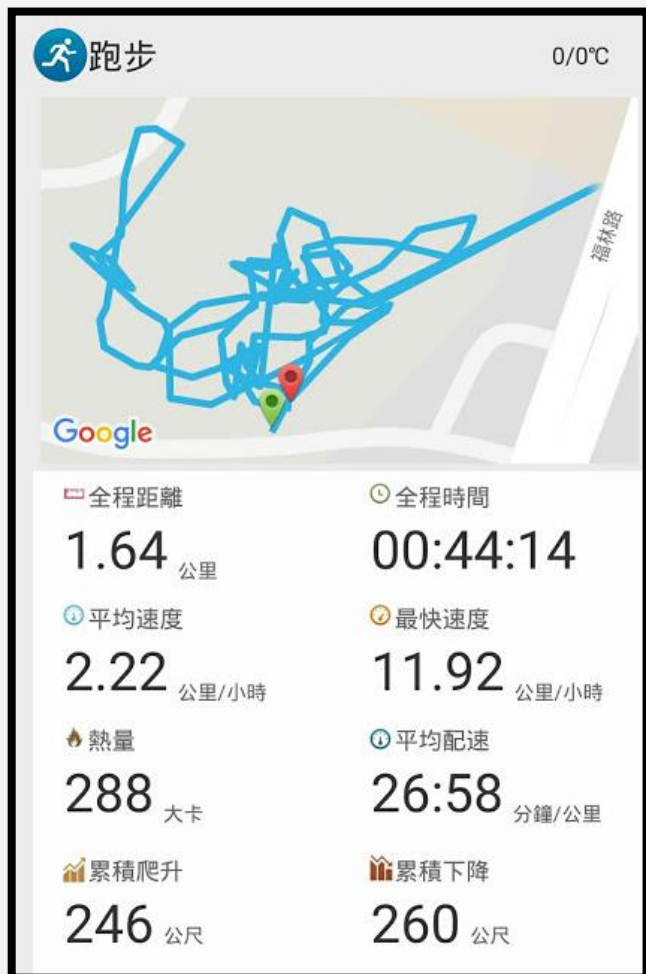 跑步
0/0℃
福林路
Google
全程距離
全程時間
1.64 公里
00:44:14
平均速度
最快速度
2.22 公里/小時
11.92 公里/小時
熱量
平均配速
288 大卡
26:58 分鐘/公里
累積爬升
累積下降
246 公尺
260 公尺